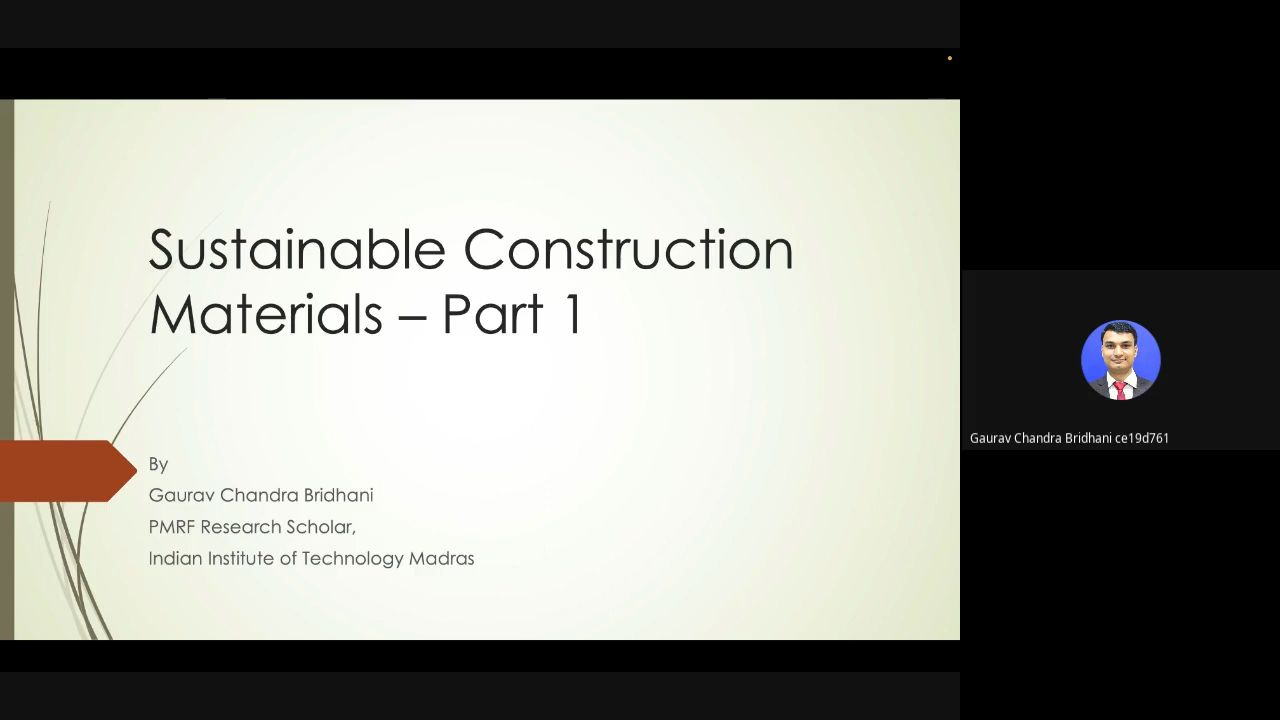 Sustainable Construction
Materials – Part 1
By
Gaurav Chandra Bridhani
PMRF Research Scholar,
Indian Institute of Technology Madras
Gaurav Chandra Bridhani ce19d761